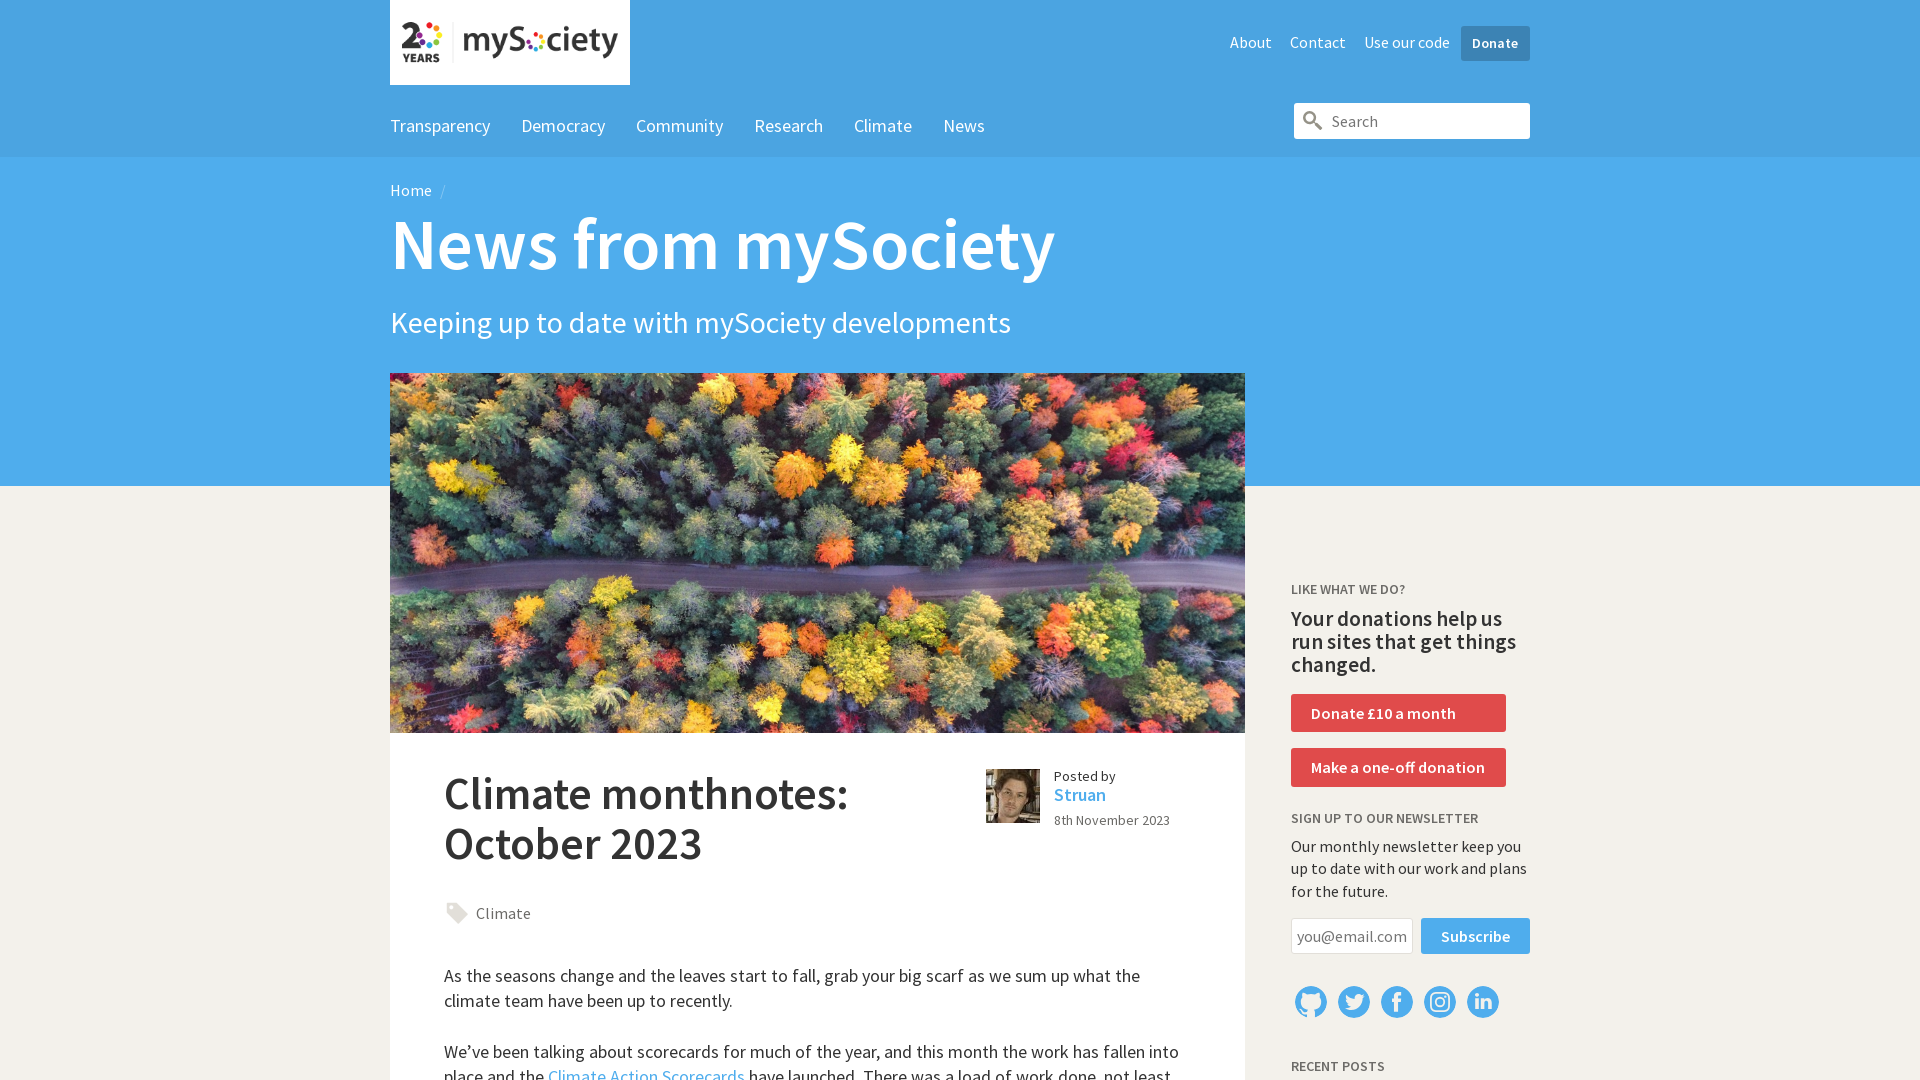 20 YEARS mySociety
About Contact Use our code Donate
Transparency Democracy Community Research Climate News Search
Home /
News from mySociety
Keeping up to date with mySociety developments
Climate monthnotes:
October 2023
Posted by
Struan
8th November 2023
Climate
As the seasons change and the leaves start to fall, grab your big scarf as we sum up what the
climate team have been up to recently.
We’ve been talking about scorecards for much of the year, and this month the work has fallen into
place and the Climate Action Scorecards have launched. There was a load of work done, not least
LIKE WHAT WE DO?
Your donations help us
run sites that get things
changed.
Donate £10 a month
Make a one-off donation
SIGN UP TO OUR NEWSLETTER
Our monthly newsletter keep you
up to date with our work and plans
for the future.
you@email.com Subscribe
RECENT POSTS